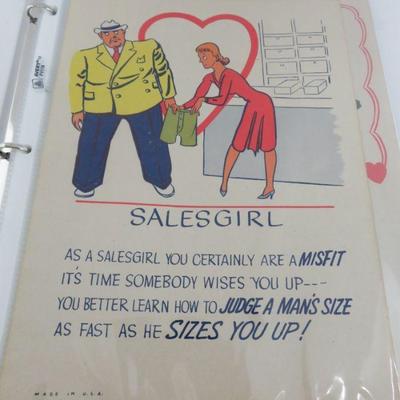 SALESGIRL
AS A SALESGIRL YOU CERTAINLY ARE A MISFIT
IT'S TIME SOMEBODY WISES YOU UP---
YOU BETTER LEARN HOW TO JUDGE A MAN'S SIZE
AS FAST AS HE SIZES YOU UP!
MADE IN U.S.A.